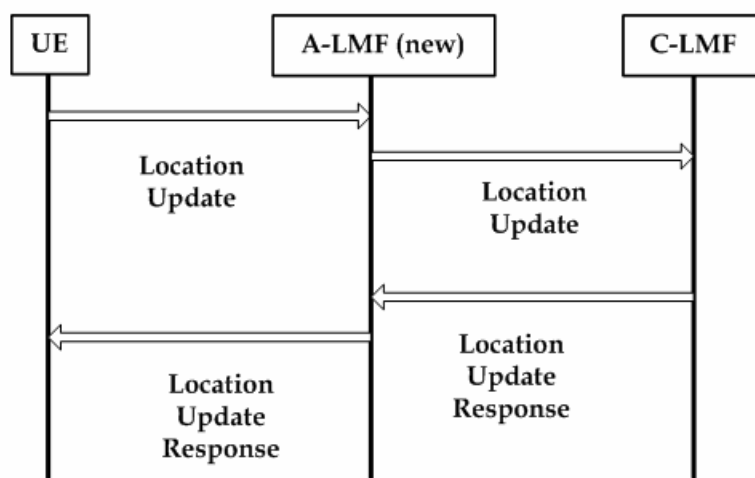 UE
A-LMF (new)
C-LMF
Location
Update
Location
Update
Location
Update
Response
Location
Update
Response